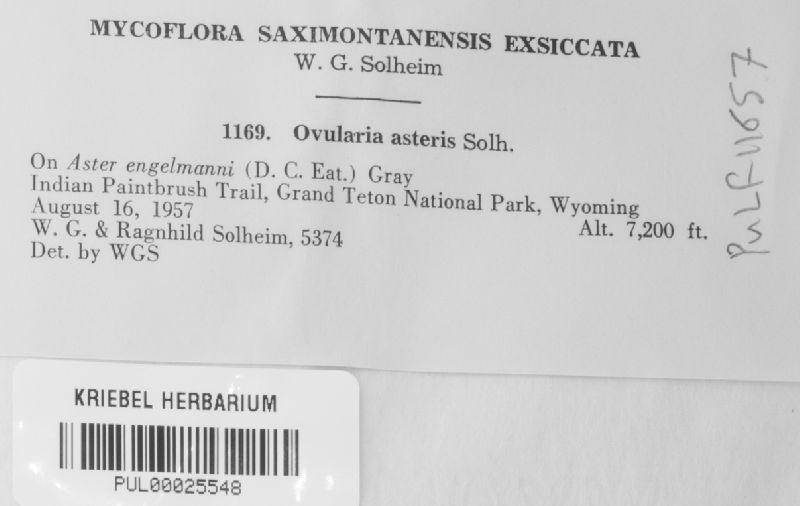 MYCOFLORA SAXIMONTANENSIS EXSICCATA
W. G. Solheim
1169. Ovularia asteris Solh.
On Aster engelmanni (D. C. Eat.) Gray
Indian Paintbrush Trail, Grand Teton National Park, Wyoming
August 16, 1957 Alt. 7,200 ft.
W. G. & Ragnhild Solheim, 5374
Det. by WGS
PuLF11657
KRIEBEL HERBARIUM
PUL00025548